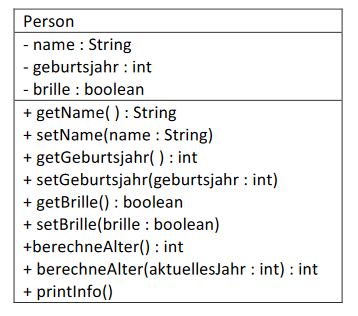 Person
- name : String
- geburtsjahr : int
- brille : boolean
+ getName( ) : String
+ setName(name : String)
+ getGeburtsjahr( ) : int
+ setGeburtsjahr(geburtsjahr : int)
+ getBrille() : boolean
+ setBrille(brille : boolean)
+berechneAlter() : int
+ berechneAlter(aktuellesJahr : int) : int
+ printInfo()